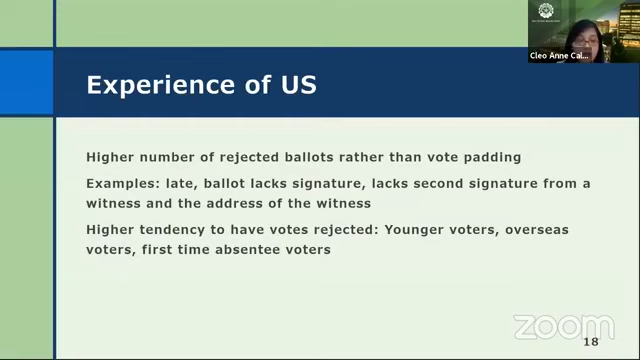 Experience of US
Cleo Anne Cal...
Higher number of rejected ballots rather than vote padding
Examples: late, ballot lacks signature, lacks second signature from a
witness and the address of the witness
Higher tendency to have votes rejected: Younger voters, overseas
voters, first time absentee voters
zoom
18